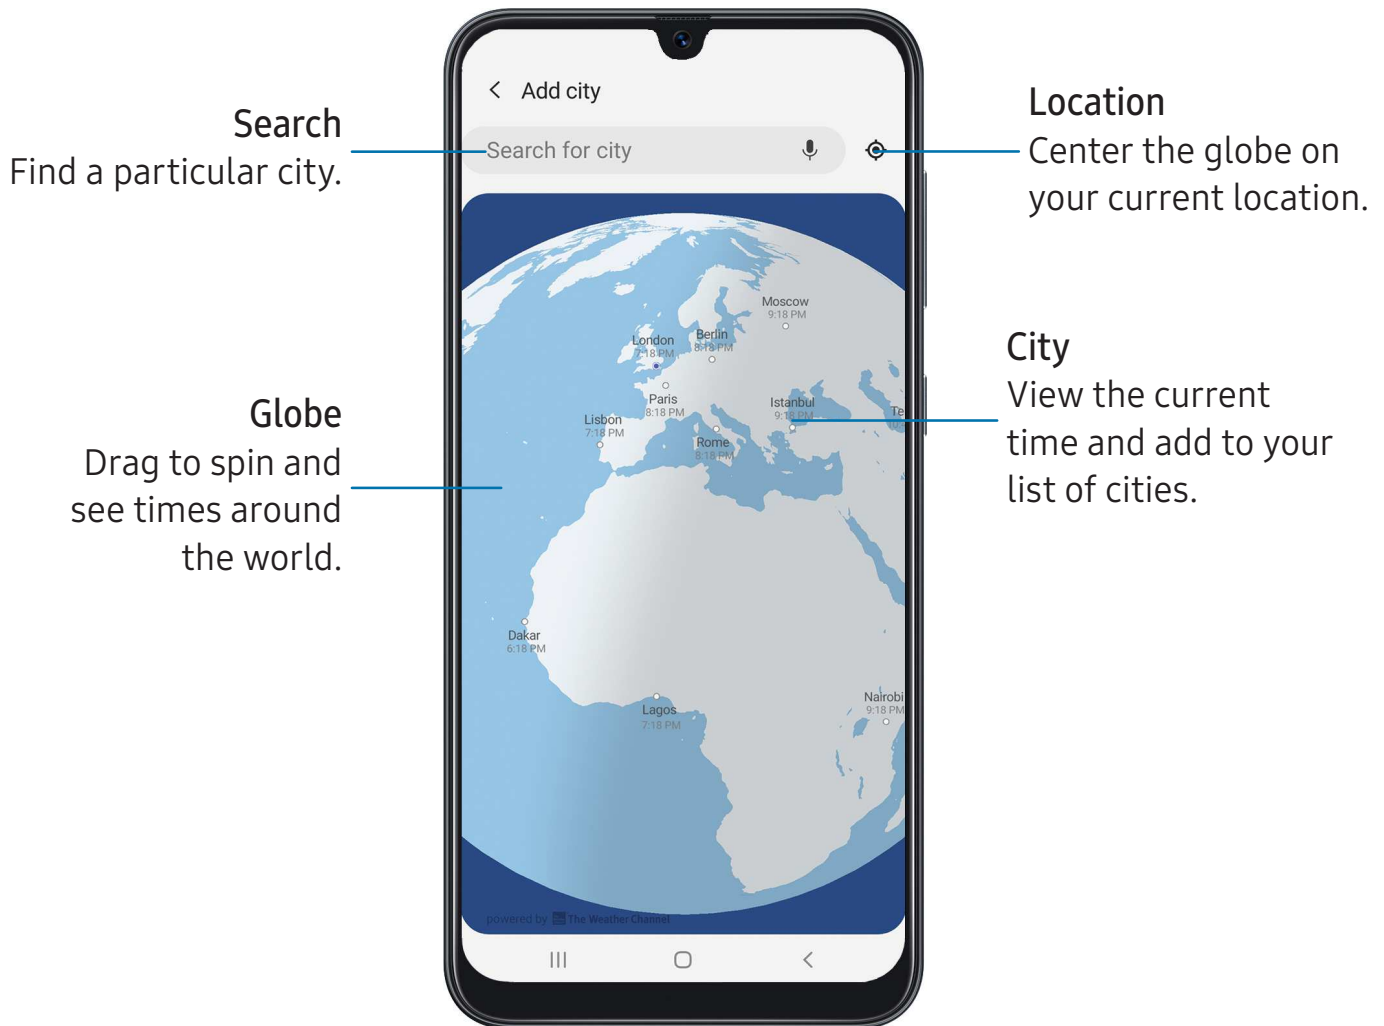 Add city
Search for city
Search
Find a particular city.
Location
Center the globe on
your current location.
Globe
Drag to spin and
see times around
the world.
City
View the current
time and add to your
list of cities.
Moscow
9:18 PM
London
7:18 PM
Berlin
8:18 PM
Paris
8:18 PM
Istanbul
9:18 PM
Lisbon
7:18 PM
Rome
8:18 PM
Te
Dakar
6:18 PM
Lagos
7:18 PM
Nairobi
9:18 PM
powered by The Weather Channel